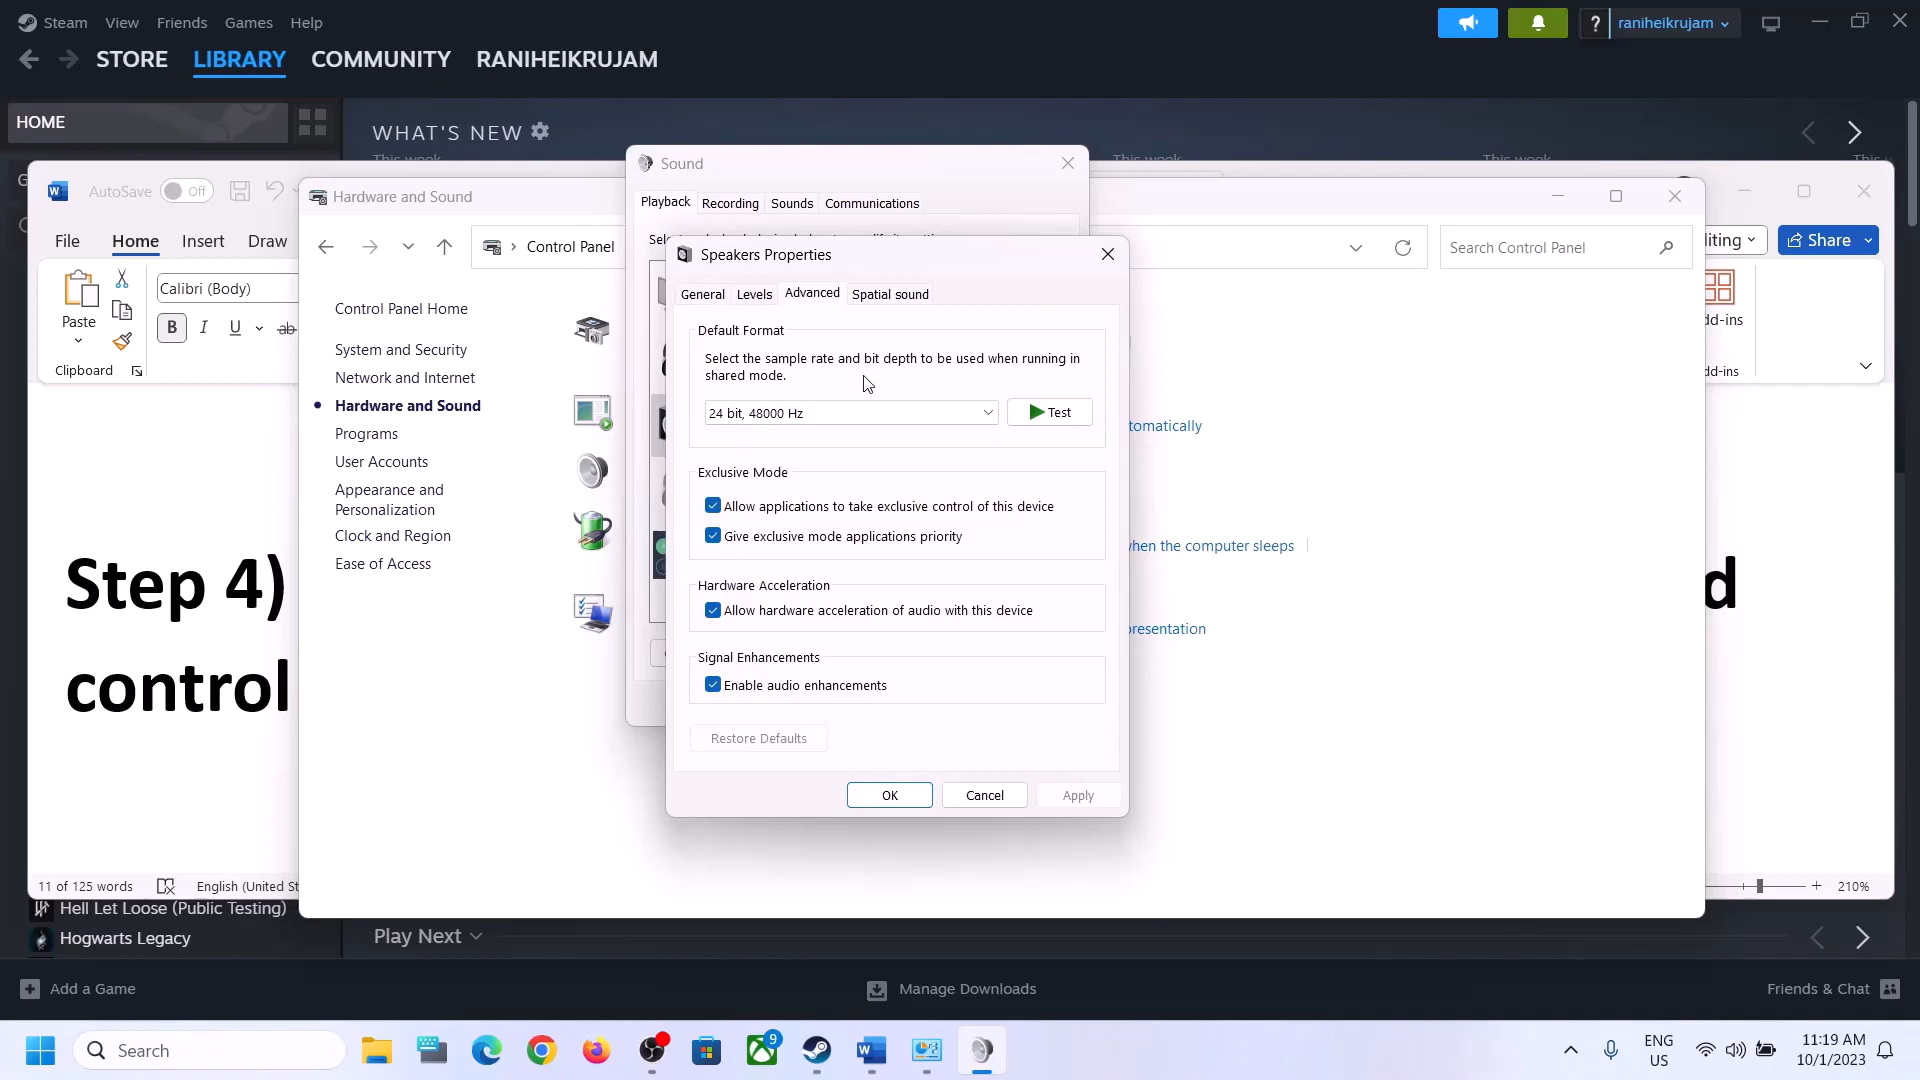 Steam View Friends Games Help
raniheikrujam
STORE LIBRARY COMMUNITY RANIHEIKRUJAM
HOME
WHAT'S NEW
AutoSave Off
File Home Insert Draw
Share
Paste
Calibri (Body)
B I U ab
Clipboard
Step 4)
control
11 of 125 words
210%
Hardware and Sound
Control Panel
Search Control Panel
Control Panel Home
System and Security
Network and Internet
Hardware and Sound
Programs
User Accounts
Appearance and
Personalization
Clock and Region
Ease of Access
tomatically
when the computer sleeps
presentation
Sound
Playback Recording Sounds Communications
Speakers Properties
General Levels Advanced Spatial sound
Default Format
Select the sample rate and bit depth to be used when running in
shared mode.
24 bit, 48000 Hz
Test
Exclusive Mode
Allow applications to take exclusive control of this device
Give exclusive mode applications priority
Hardware Acceleration
Allow hardware acceleration of audio with this device
Signal Enhancements
Enable audio enhancements
Restore Defaults
OK Cancel Apply
Hell Let Loose (Public Testing)
Hogwarts Legacy
Play Next
Add a Game
Manage Downloads
Friends & Chat
Search
9
ENG
US
11:19 AM
10/1/2023